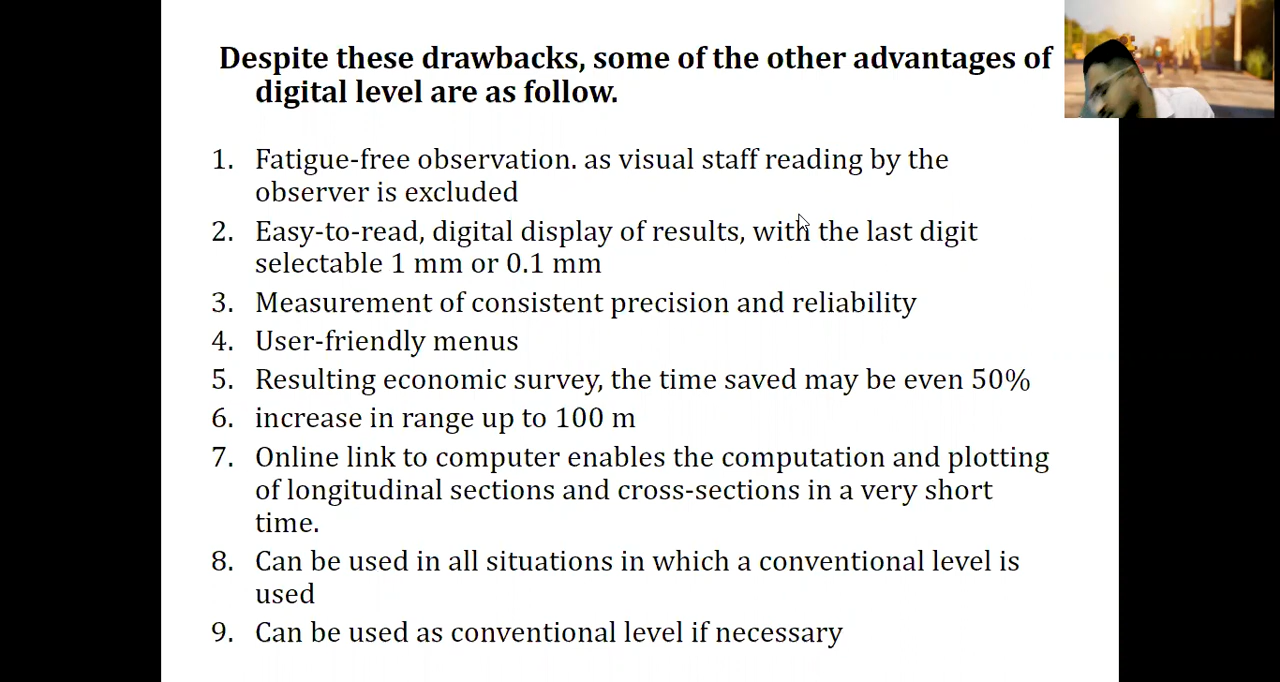 Despite these drawbacks, some of the other advantages of
digital level are as follow.
1. Fatigue-free observation. as visual staff reading by the
observer is excluded
2. Easy-to-read, digital display of results, with the last digit
selectable 1 mm or 0.1 mm
3. Measurement of consistent precision and reliability
4. User-friendly menus
5. Resulting economic survey, the time saved may be even 50%
6. increase in range up to 100 m
7. Online link to computer enables the computation and plotting
of longitudinal sections and cross-sections in a very short
time.
8. Can be used in all situations in which a conventional level is
used
9. Can be used as conventional level if necessary